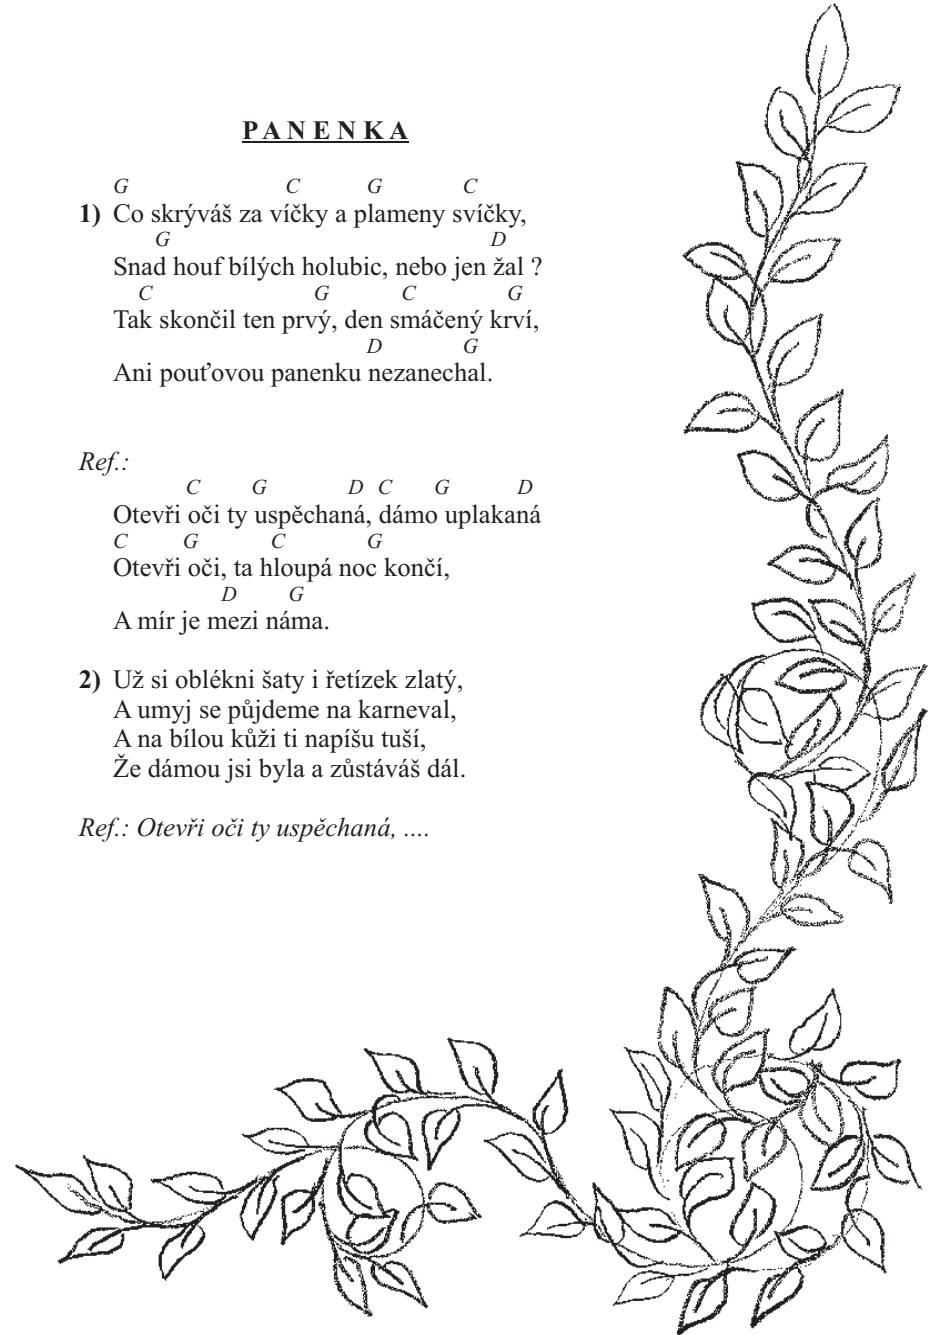 P A N E N K A
G C G C
1) Co skrýváš za víčky a plameny svíčky,
G D
Snad houf bílých holubic, nebo jen žal ?
C G C G
Tak skončil ten prvý, den smáčený krví,
D G
Ani pouťovou panenku nezanechal.
Ref.:
C G D C G D
Otevři oči ty uspěchaná, dámo uplakaná
C G C G
Otevři oči, ta hloupá noc končí,
D G
A mír je mezi náma.
2) Už si oblékni šaty i řetízek zlatý,
A umyj se půjdeme na karneval,
A na bílou kůži ti napíšu tuší,
Že dámou jsi byla a zůstáváš dál.
Ref.: Otevři oči ty uspěchaná, ....